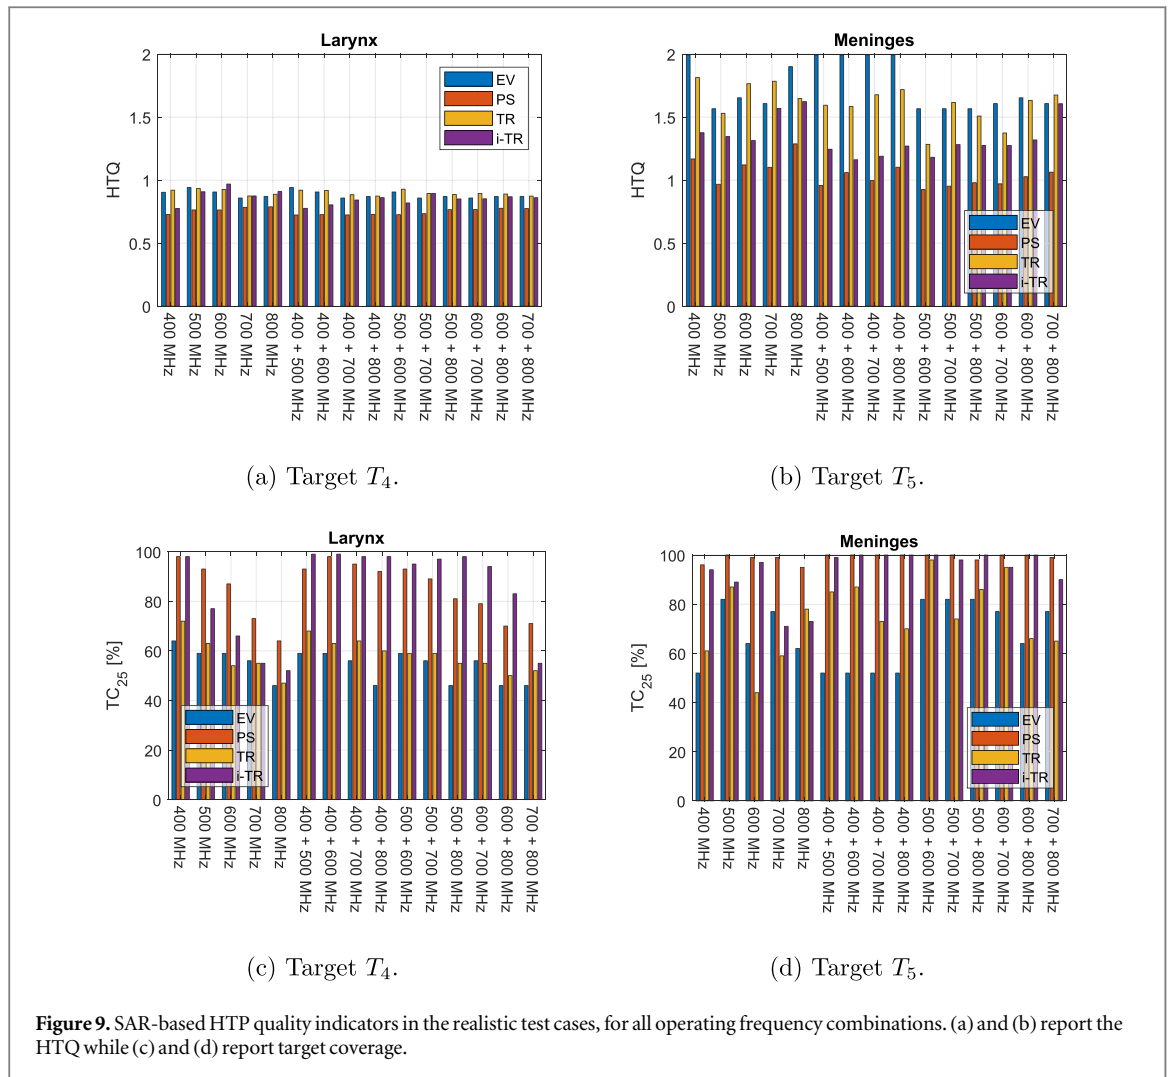 Larynx
2
1.5
1
0.5
0
HTQ
EV
PS
TR
i-TR
400 MHz
500 MHz
600 MHz
700 MHz
800 MHz
400 + 500 MHz
400 + 600 MHz
400 + 700 MHz
400 + 800 MHz
500 + 600 MHz
500 + 700 MHz
500 + 800 MHz
600 + 700 MHz
600 + 800 MHz
700 + 800 MHz
(a) Target T₄.
Meninges
2
1.5
1
0.5
0
HTQ
EV
PS
TR
i-TR
400 MHz
500 MHz
600 MHz
700 MHz
800 MHz
400 + 500 MHz
400 + 600 MHz
400 + 700 MHz
400 + 800 MHz
500 + 600 MHz
500 + 700 MHz
500 + 800 MHz
600 + 700 MHz
600 + 800 MHz
700 + 800 MHz
(b) Target T₅.
Larynx
100
80
60
40
20
0
TC₂₅ [%]
EV
PS
TR
i-TR
400 MHz
500 MHz
600 MHz
700 MHz
800 MHz
400 + 500 MHz
400 + 600 MHz
400 + 700 MHz
400 + 800 MHz
500 + 600 MHz
500 + 700 MHz
500 + 800 MHz
600 + 700 MHz
600 + 800 MHz
700 + 800 MHz
(c) Target T₄.
Meninges
100
80
60
40
20
0
TC₂₅ [%]
EV
PS
TR
i-TR
400 MHz
500 MHz
600 MHz
700 MHz
800 MHz
400 + 500 MHz
400 + 600 MHz
400 + 700 MHz
400 + 800 MHz
500 + 600 MHz
500 + 700 MHz
500 + 800 MHz
600 + 700 MHz
600 + 800 MHz
700 + 800 MHz
(d) Target T₅.
Figure 9. SAR-based HTP quality indicators in the realistic test cases, for all operating frequency combinations. (a) and (b) report the
HTQ while (c) and (d) report target coverage.